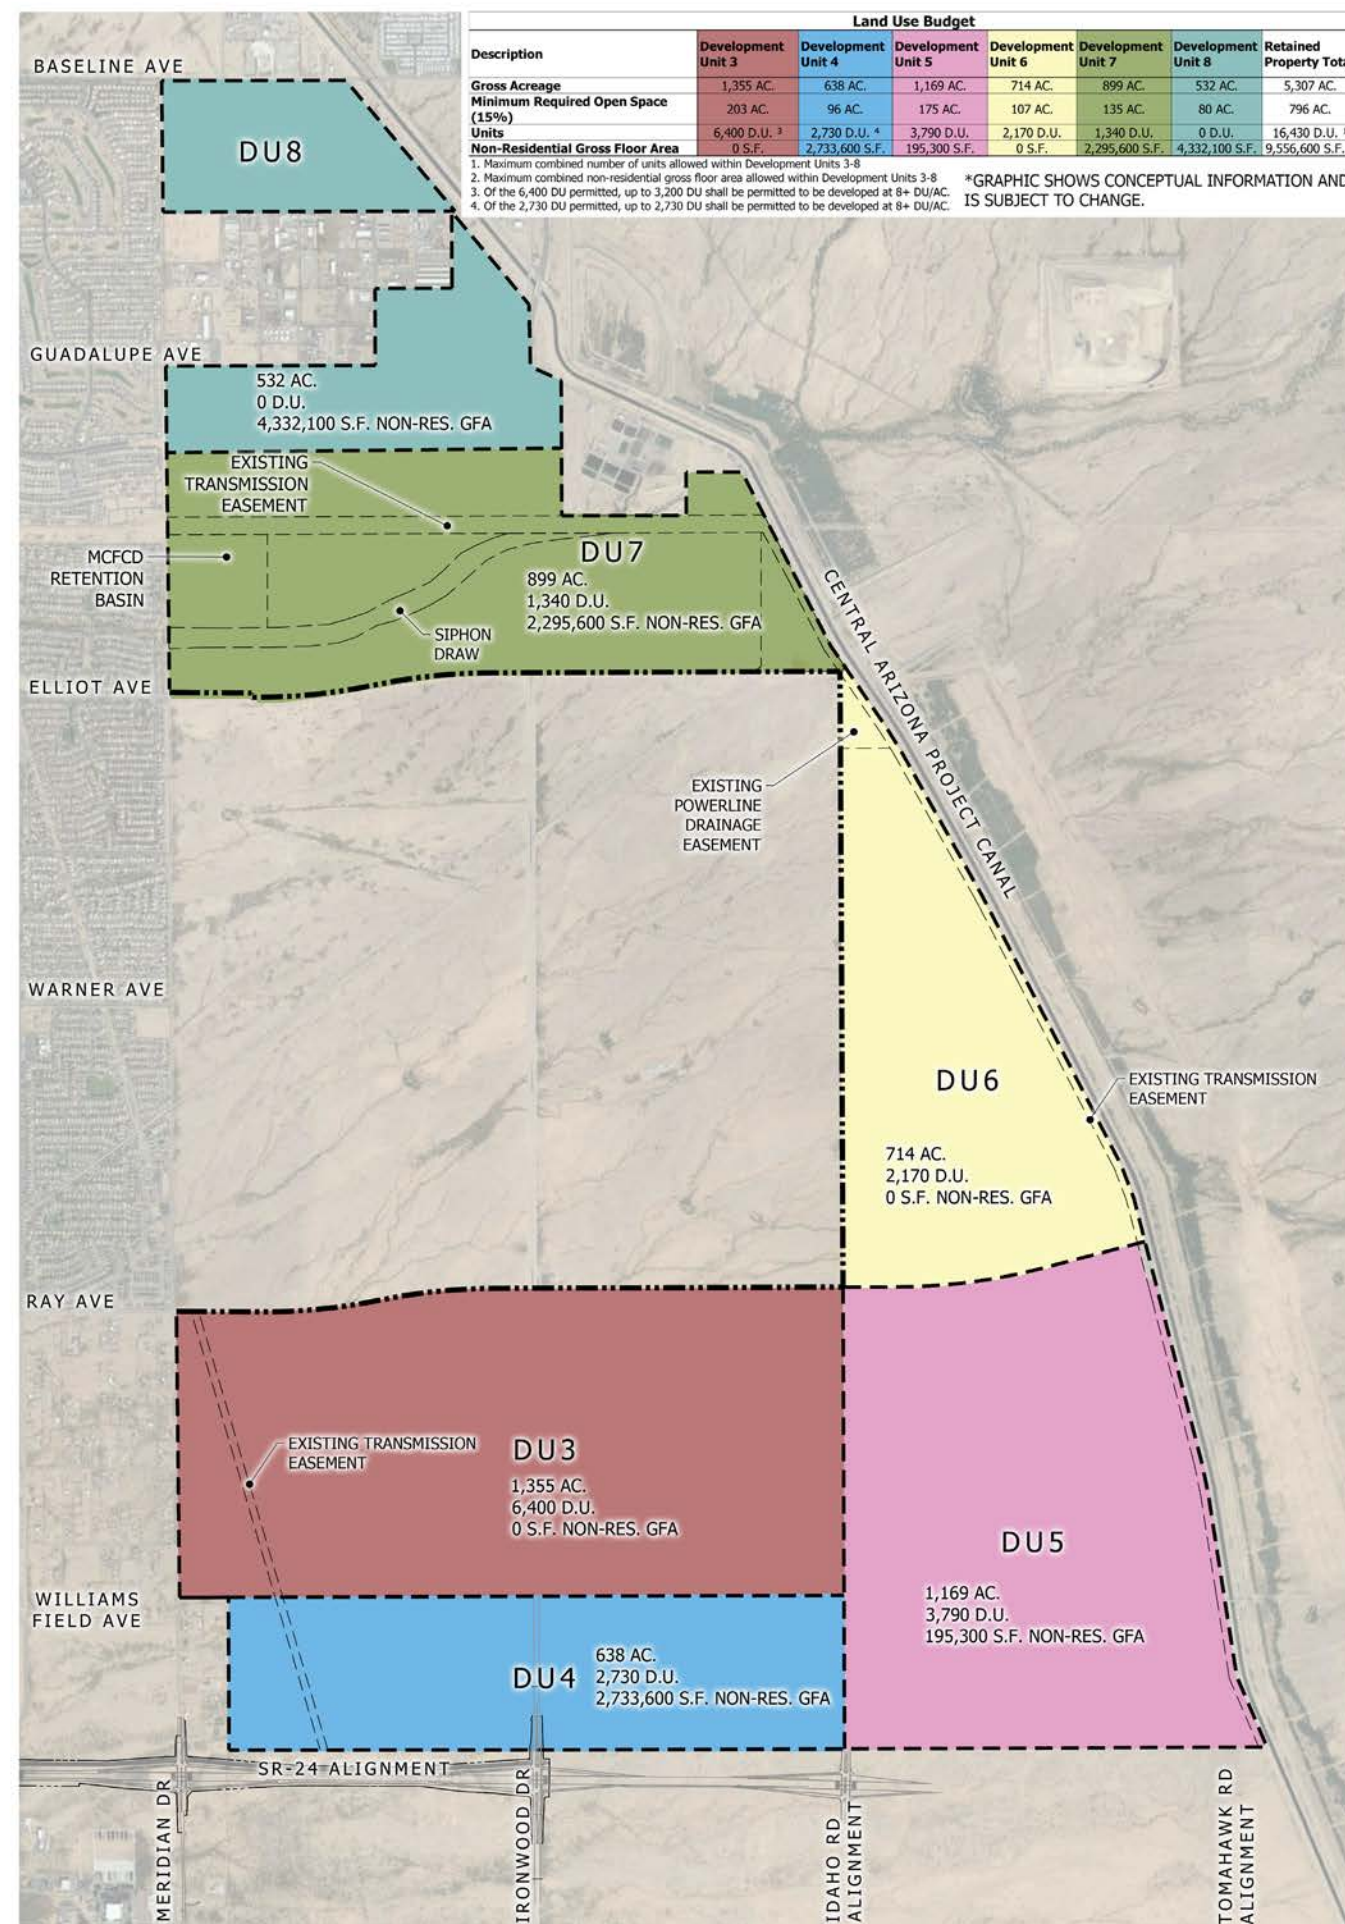 Land Use Budget
Description Development Unit 3 Development Unit 4 Development Unit 5 Development Unit 6 Development Unit 7 Development Unit 8 Retained Property Tota
Gross Acreage 1,355 AC. 638 AC. 1,169 AC. 714 AC. 899 AC. 532 AC. 5,307 AC.
Minimum Required Open Space (15%) 203 AC. 96 AC. 175 AC. 107 AC. 135 AC. 80 AC. 796 AC.
Units 6,400 D.U. 3 2,730 D.U. 4 3,790 D.U. 2,170 D.U. 1,340 D.U. 0 D.U. 16,430 D.U.
Non-Residential Gross Floor Area 0 S.F. 2,733,600 S.F. 195,300 S.F. 0 S.F. 2,295,600 S.F. 4,332,100 S.F. 9,556,600 S.F.
1. Maximum combined number of units allowed within Development Units 3-8
2. Maximum combined non-residential gross floor area allowed within Development Units 3-8
3. Of the 6,400 DU permitted, up to 3,200 DU shall be permitted to be developed at 8+ DU/AC.
4. Of the 2,730 DU permitted, up to 2,730 DU shall be permitted to be developed at 8+ DU/AC.
*GRAPHIC SHOWS CONCEPTUAL INFORMATION AND
IS SUBJECT TO CHANGE.
BASELINE AVE
DU8
GUADALUPE AVE
532 AC.
0 D.U.
4,332,100 S.F. NON-RES. GFA
EXISTING
TRANSMISSION
EASEMENT
MCFCD
RETENTION
BASIN
DU7
899 AC.
1,340 D.U.
2,295,600 S.F. NON-RES. GFA
SIPHON
DRAW
ELLIOT AVE
CENTRAL ARIZONA PROJECT CANAL
EXISTING
POWERLINE
DRAINAGE
EASEMENT
WARNER AVE
DU6
714 AC.
2,170 D.U.
0 S.F. NON-RES. GFA
EXISTING TRANSMISSION
EASEMENT
RAY AVE
EXISTING TRANSMISSION
EASEMENT
DU3
1,355 AC.
6,400 D.U.
0 S.F. NON-RES. GFA
DU5
1,169 AC.
3,790 D.U.
195,300 S.F. NON-RES. GFA
WILLIAMS
FIELD AVE
DU4
638 AC.
2,730 D.U.
2,733,600 S.F. NON-RES. GFA
SR-24 ALIGNMENT
MERIDIAN DR
IRONWOOD DR
IDAHO RD
ALIGNMENT
TOMAHAWK RD
ALIGNMENT